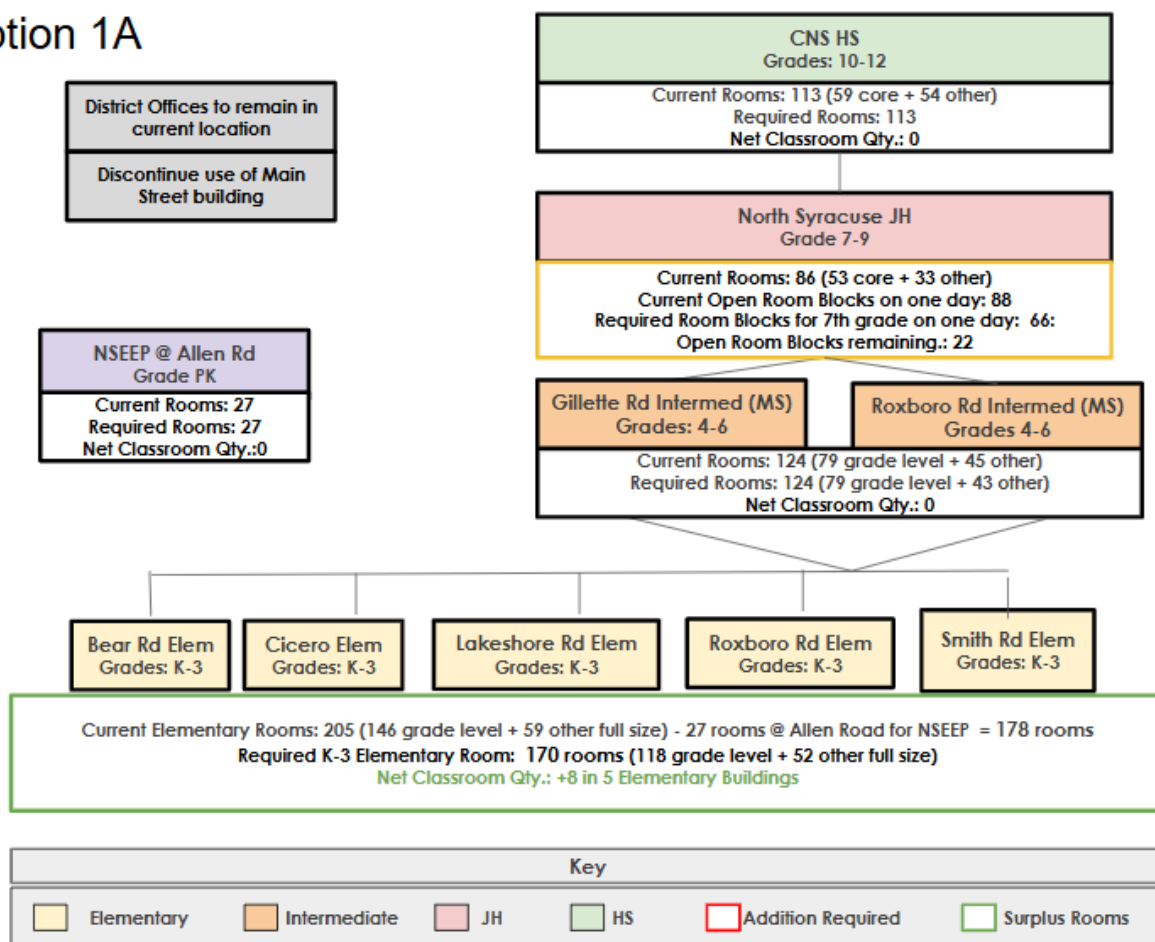 ption 1A
CNS HS
Grades: 10-12
Current Rooms: 113 (59 core + 54 other)
Required Rooms: 113
Net Classroom Qty.: 0
District Offices to remain in
current location
Discontinue use of Main
Street building
North Syracuse JH
Grade 7-9
Current Rooms: 86 (53 core + 33 other)
Current Open Room Blocks on one day: 88
Required Room Blocks for 7th grade on one day: 66:
Open Room Blocks remaining.: 22
NSEEP @ Allen Rd
Grade PK
Current Rooms: 27
Required Rooms: 27
Net Classroom Qty.:0
Gillette Rd Intermed (MS)
Grades: 4-6
Roxboro Rd Intermed (MS)
Grades 4-6
Current Rooms: 124 (79 grade level + 45 other)
Required Rooms: 124 (79 grade level + 43 other)
Net Classroom Qty.: 0
Bear Rd Elem
Grades: K-3
Cicero Elem
Grades: K-3
Lakeshore Rd Elem
Grades: K-3
Roxboro Rd Elem
Grades: K-3
Smith Rd Elem
Grades: K-3
Current Elementary Rooms: 205 (146 grade level + 59 other full size) - 27 rooms @ Allen Road for NSEEP = 178 rooms
Required K-3 Elementary Room: 170 rooms (118 grade level + 52 other full size)
Net Classroom Qty.: +8 in 5 Elementary Buildings
Key
Elementary
Intermediate
JH
HS
Addition Required
Surplus Rooms